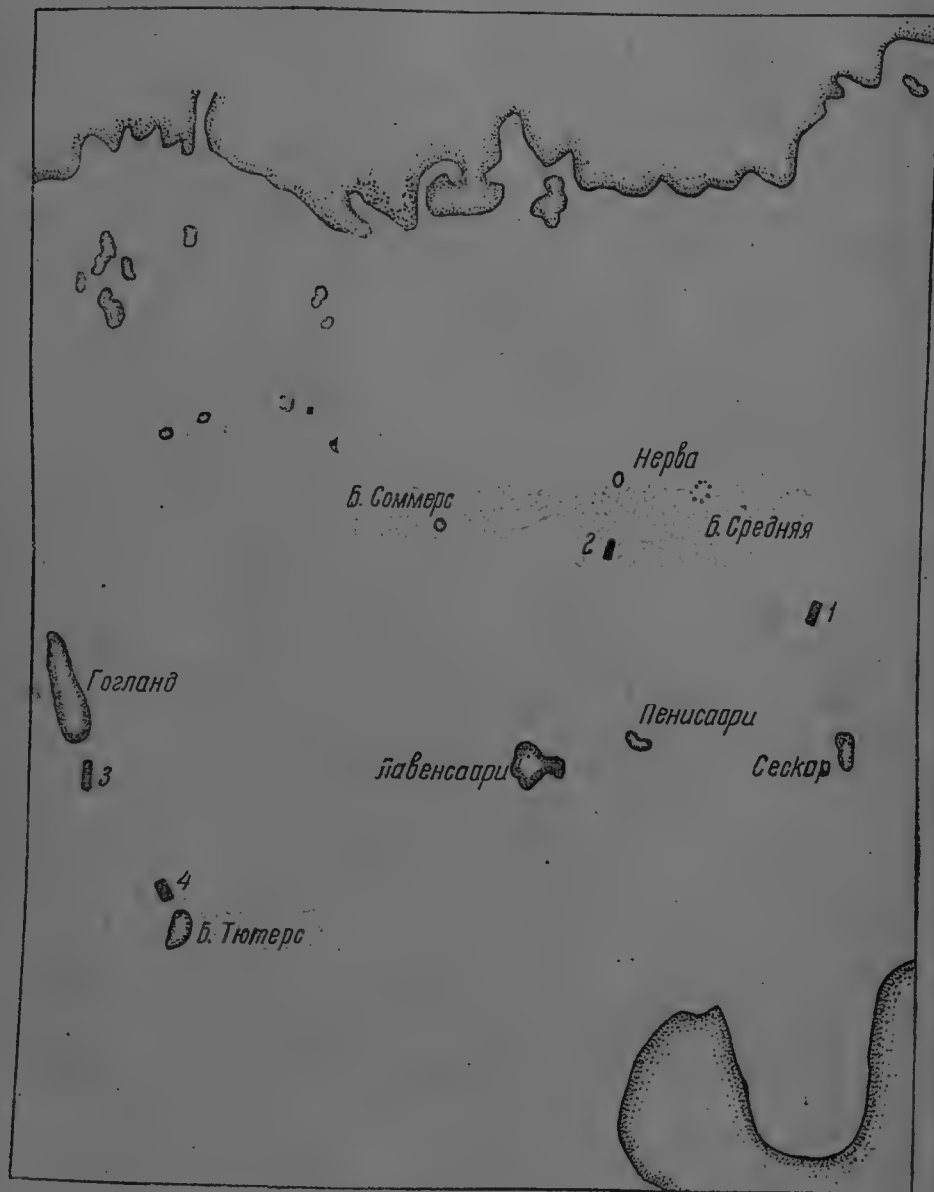 Нерва
Б. Соммерс
Б. Средняя
2
1
Гогланд
Пенисаари
Лавенсаари
Сескар
3
4
Б. Тютерс